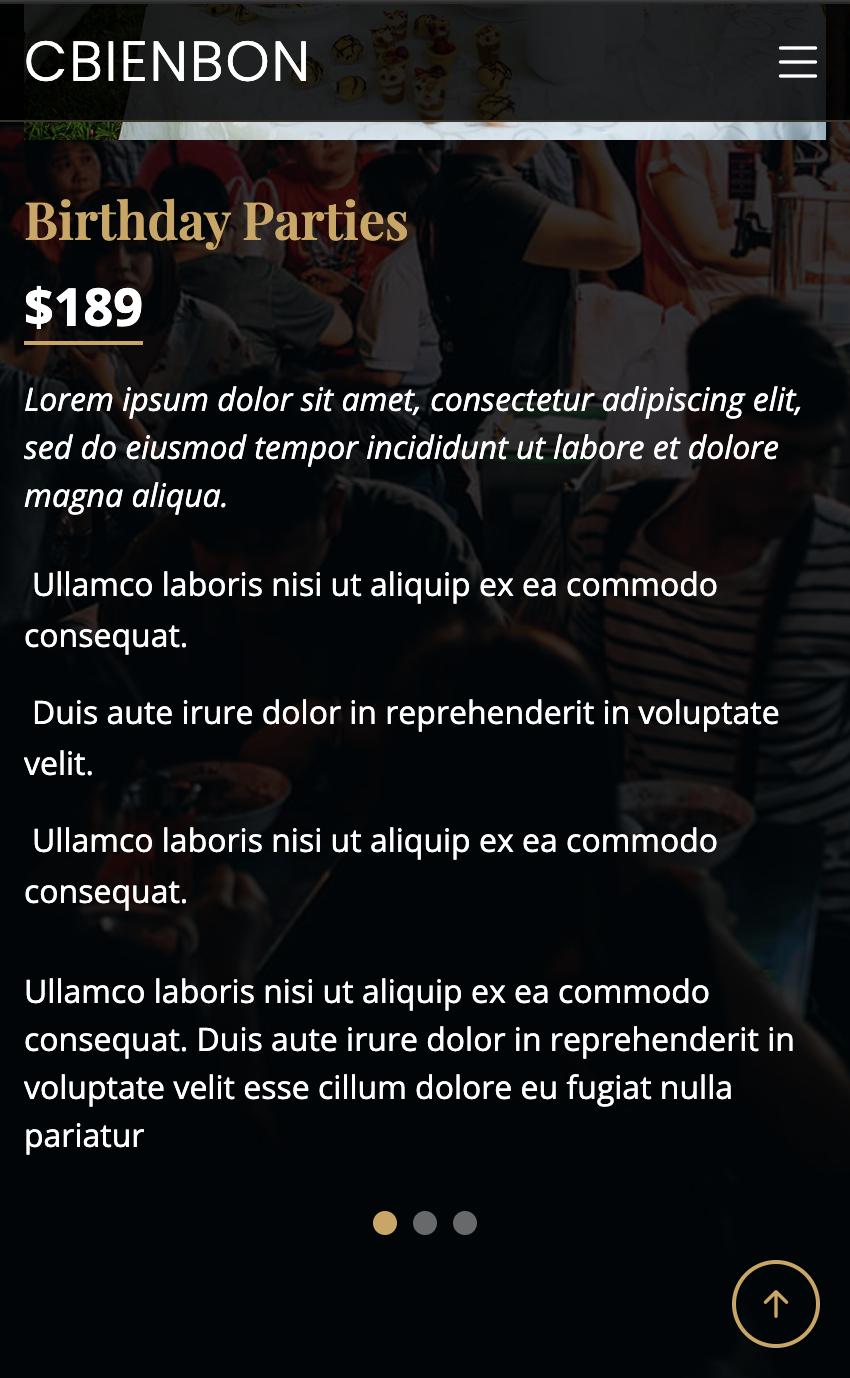 CBIENBON
Birthday Parties
$189
Lorem ipsum dolor sit amet, consectetur adipiscing elit,
sed do eiusmod tempor incididunt ut labore et dolore
magna aliqua.
Ullamco laboris nisi ut aliquip ex ea commodo
consequat.
Duis aute irure dolor in reprehenderit in voluptate
velit.
Ullamco laboris nisi ut aliquip ex ea commodo
consequat.
Ullamco laboris nisi ut aliquip ex ea commodo
consequat. Duis aute irure dolor in reprehenderit in
voluptate velit esse cillum dolore eu fugiat nulla
pariatur